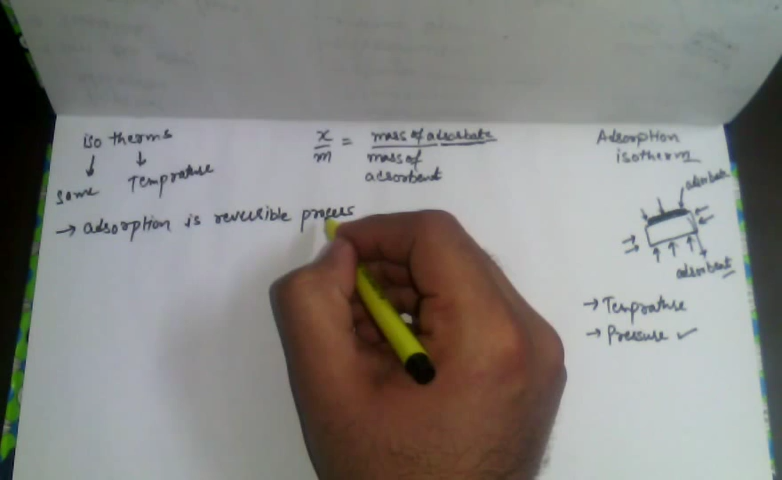 iso therms
Same
Temprature
x/m = mass of adsorbate
mass of
adsorbent
→ adsorption is reversible process
Adsorption
isotherm
adsorbate
adsorbent
→ Temprature
→ Pressure ✓